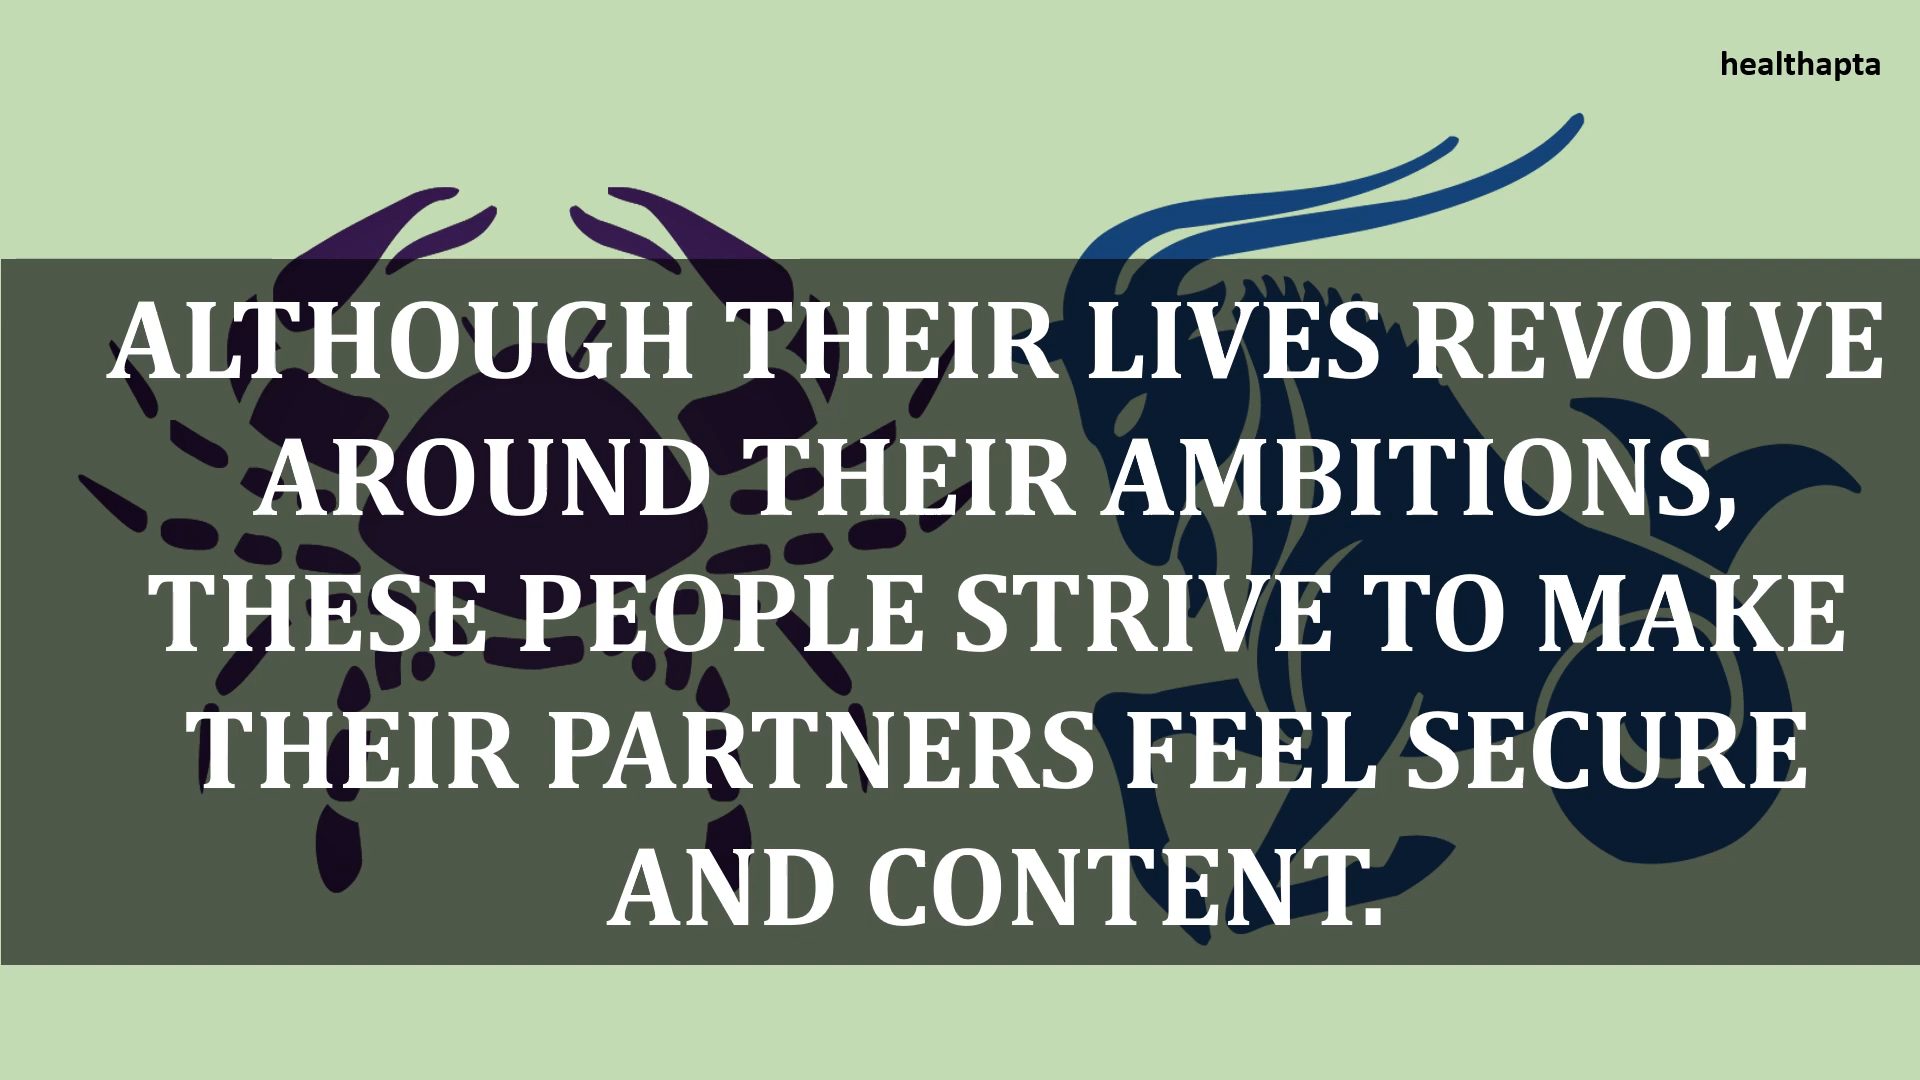 healthapta
ALTHOUGH THEIR LIVES REVOLVE
AROUND THEIR AMBITIONS,
THESE PEOPLE STRIVE TO MAKE
THEIR PARTNERS FEEL SECURE
AND CONTENT.